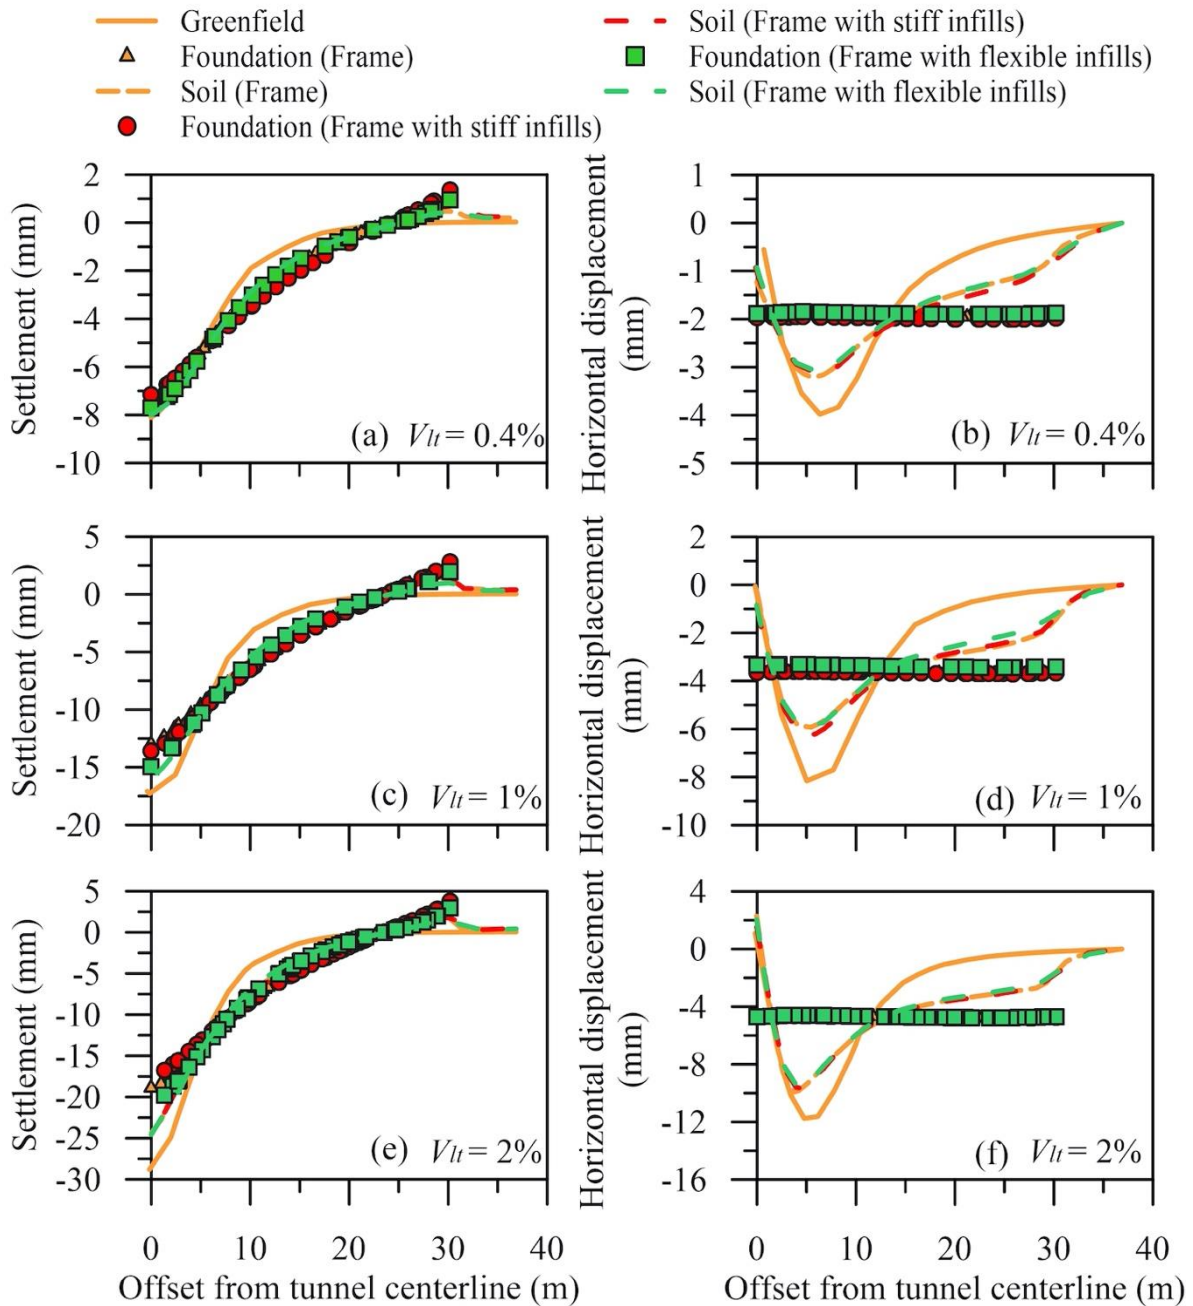 Greenfield
Foundation (Frame)
Soil (Frame)
Foundation (Frame with stiff infills)
Soil (Frame with stiff infills)
Foundation (Frame with flexible infills)
Soil (Frame with flexible infills)
Settlement (mm)
2
0
-2
-4
-6
-8
-10
(a) Vlt = 0.4%
Horizontal displacement
(mm)
1
0
-1
-2
-3
-4
-5
(b) Vlt = 0.4%
Settlement (mm)
5
0
-5
-10
-15
-20
(c) Vlt = 1%
Horizontal displacement
(mm)
2
0
-2
-4
-6
-8
-10
(d) Vlt = 1%
Settlement (mm)
5
0
-5
-10
-15
-20
-25
-30
(e) Vlt = 2%
0 10 20 30 40
Offset from tunnel centerline (m)
Horizontal displacement
(mm)
4
0
-4
-8
-12
-16
(f) Vlt = 2%
0 10 20 30 40
Offset from tunnel centerline (m)